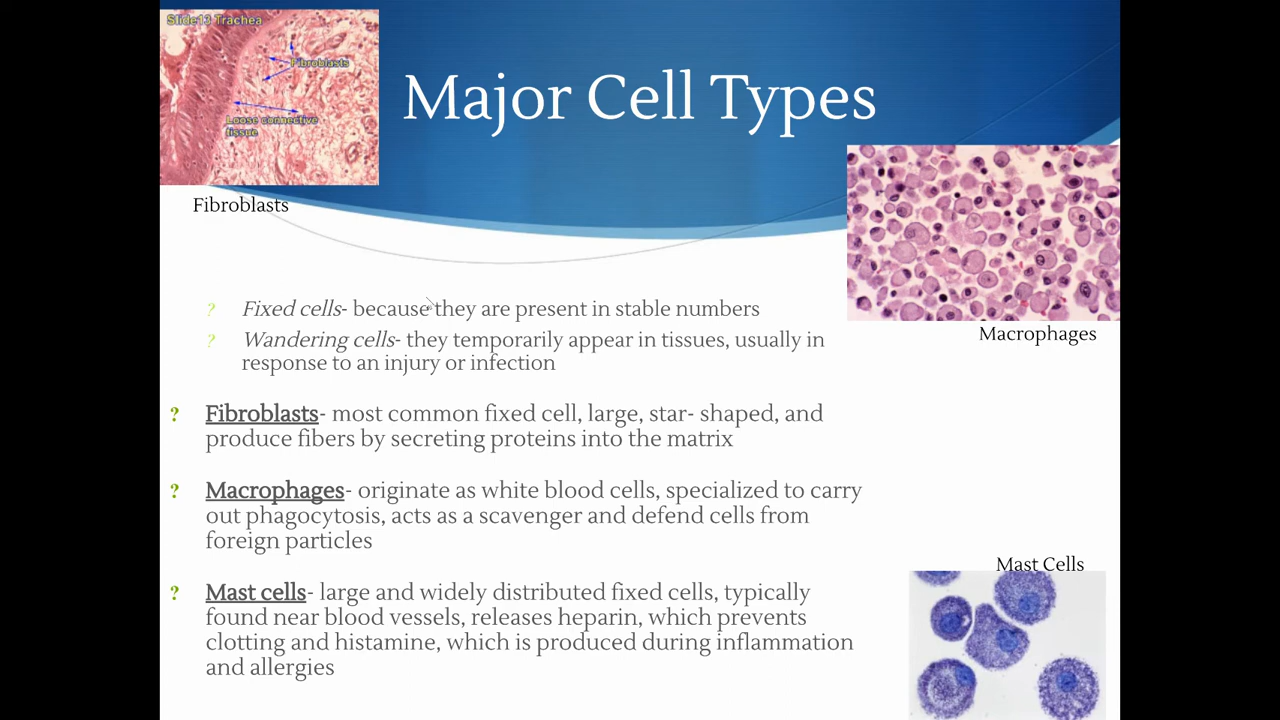 Slide13 Trachea
Fibroblasts
Loose connective
tissue
Major Cell Types
Fibroblasts
Macrophages
? Fixed cells- because they are present in stable numbers
? Wandering cells- they temporarily appear in tissues, usually in
response to an injury or infection
? Fibroblasts- most common fixed cell, large, star- shaped, and
produce fibers by secreting proteins into the matrix
? Macrophages- originate as white blood cells, specialized to carry
out phagocytosis, acts as a scavenger and defend cells from
foreign particles
Mast Cells
? Mast cells- large and widely distributed fixed cells, typically
found near blood vessels, releases heparin, which prevents
clotting and histamine, which is produced during inflammation
and allergies